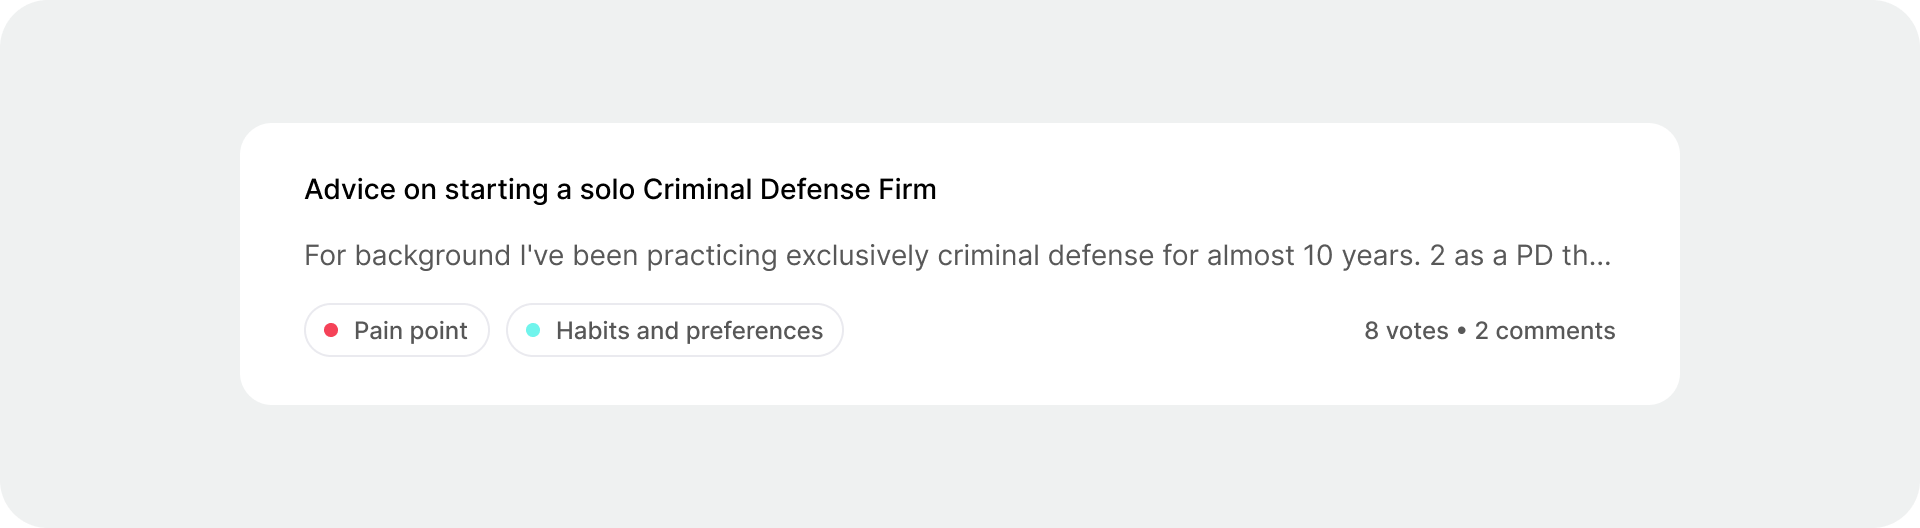 Advice on starting a solo Criminal Defense Firm
For background I've been practicing exclusively criminal defense for almost 10 years. 2 as a PD th...
Pain point
Habits and preferences
8 votes • 2 comments